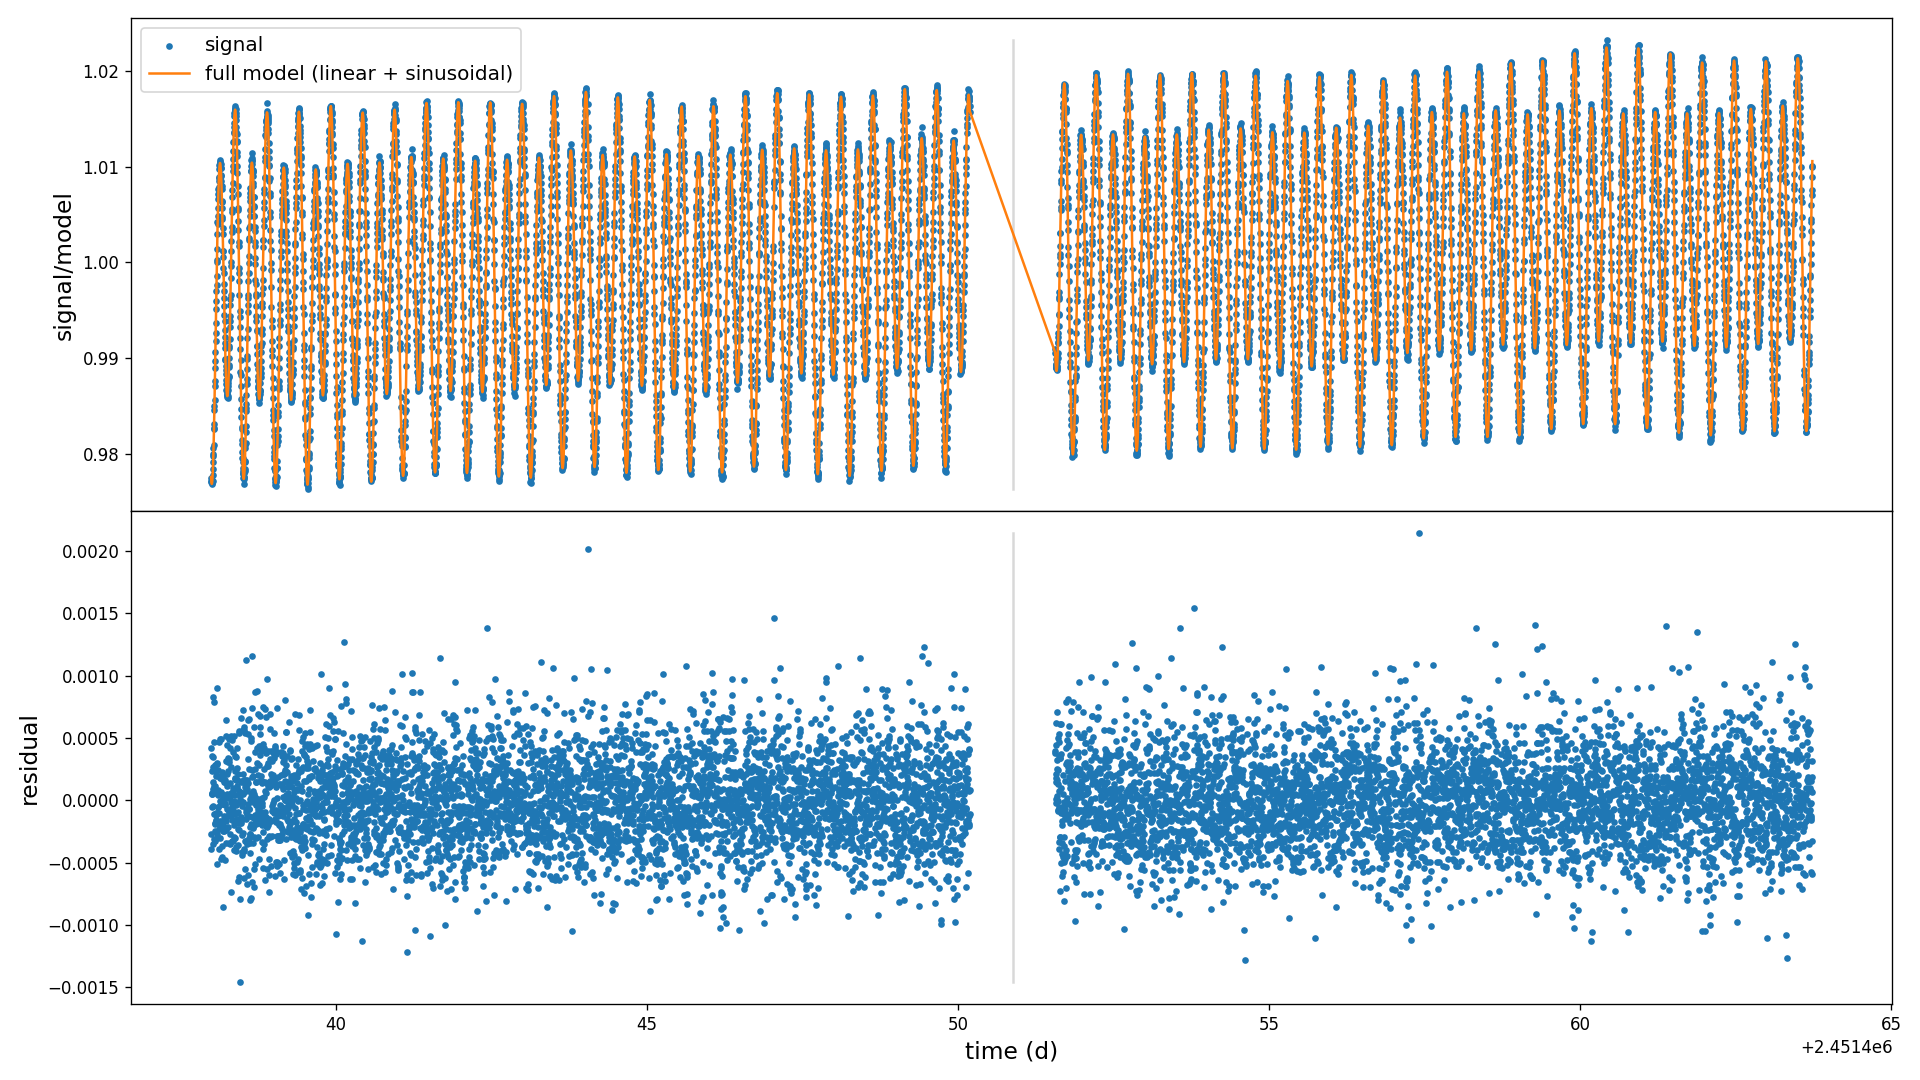 signal
full model (linear + sinusoidal)
signal/model
1.02
1.01
1.00
0.99
0.98
residual
0.0020
0.0015
0.0010
0.0005
0.0000
−0.0005
−0.0010
−0.0015
40 45 50 55 60 65
time (d)
+2.4514e6